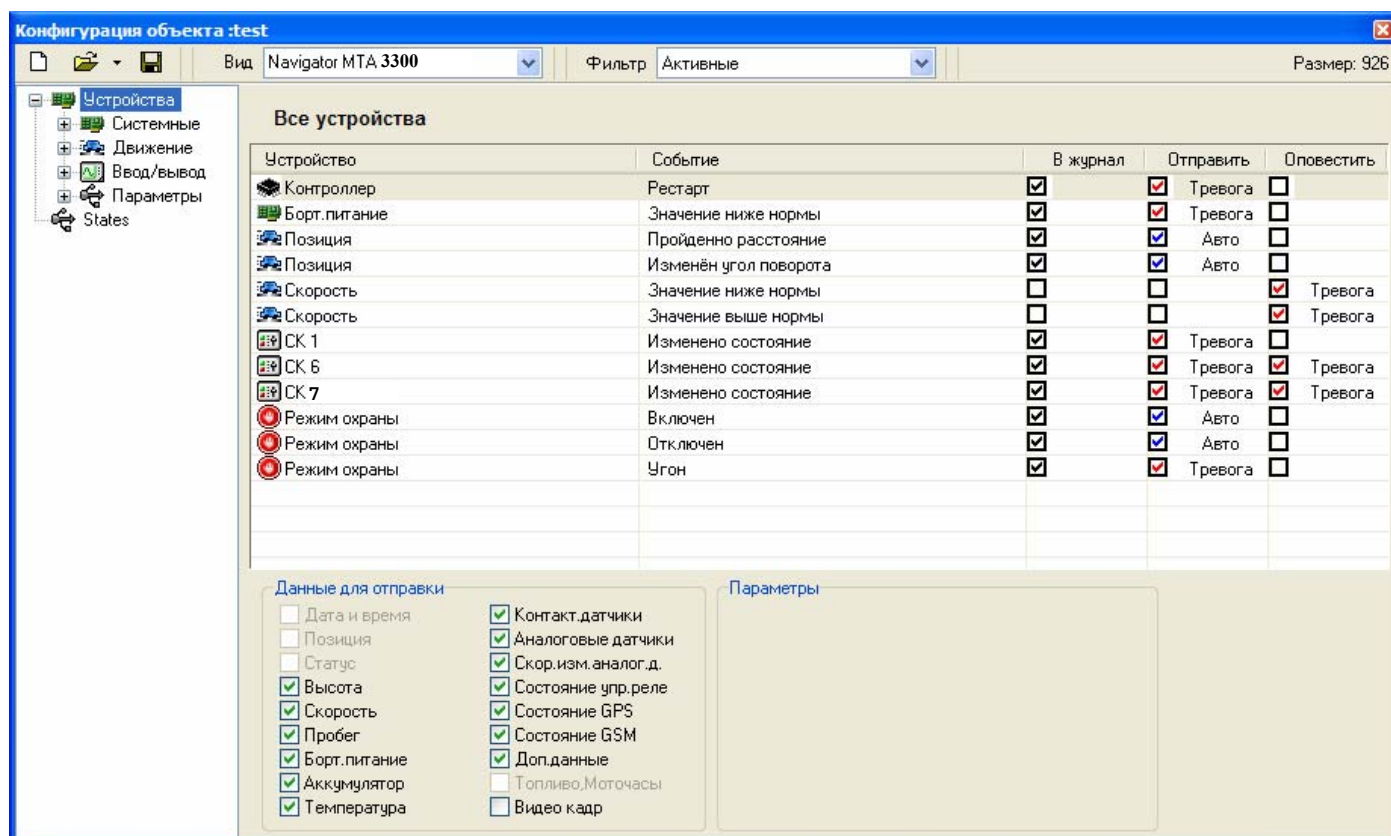 Конфигурация объекта :test
Вид Navigator MTA 3300 Фильтр Активные Размер: 926
Устройства
Системные
Движение
Ввод/вывод
Параметры
States
Все устройства
Устройство Событие В журнал Отправить Оповестить
Контроллер Рестарт Тревога
Борт.питание Значение ниже нормы Тревога
Позиция Пройденно расстояние Авто
Позиция Изменён угол поворота Авто
Скорость Значение ниже нормы Тревога
Скорость Значение выше нормы Тревога
СК 1 Изменено состояние Тревога
СК 6 Изменено состояние Тревога Тревога
СК 7 Изменено состояние Тревога Тревога
Режим охраны Включен Авто
Режим охраны Отключен Авто
Режим охраны Угон Тревога
Данные для отправки
Дата и время
Позиция
Статус
Высота
Скорость
Пробег
Борт.питание
Аккумулятор
Температура
Контакт.датчики
Аналоговые датчики
Скор.изм.аналог.д.
Состояние упр.реле
Состояние GPS
Состояние GSM
Доп.данные
Топливо,Моточасы
Видео кадр
Параметры